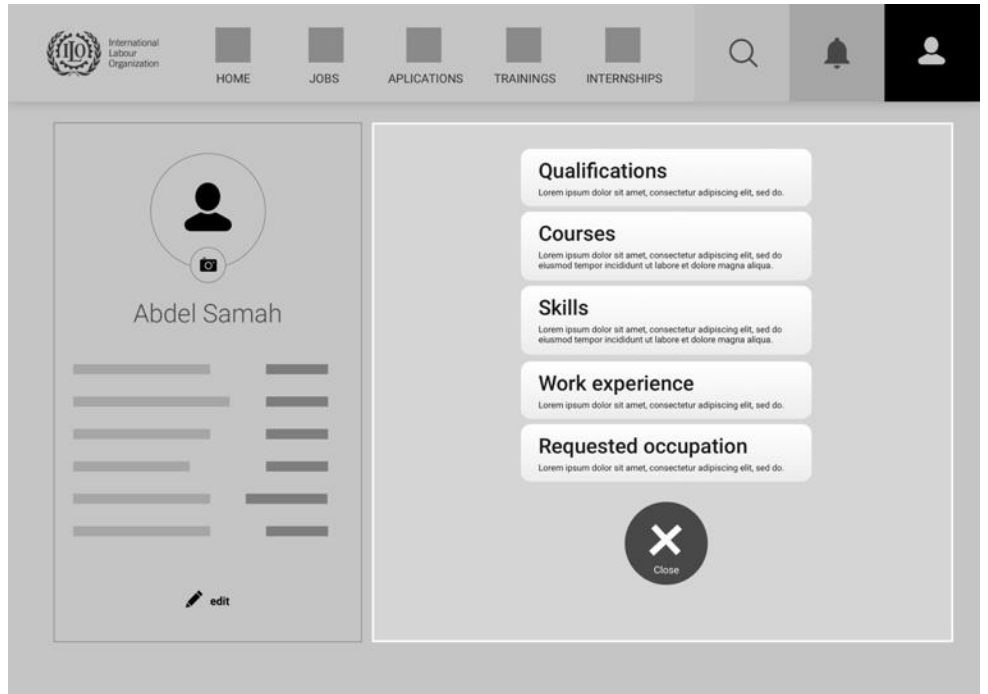 International
Labour
Organization
HOME
JOBS
APLICATIONS
TRAININGS
INTERNSHIPS
Abdel Samah
edit
Qualifications
Lorem ipsum dolor sit amet, consectetur adipiscing elit, sed do.
Courses
Lorem ipsum dolor sit amet, consectetur adipiscing elit, sed do
eiusmod tempor incididunt ut labore et dolore magna aliqua.
Skills
Lorem ipsum dolor sit amet, consectetur adipiscing elit, sed do
eiusmod tempor incididunt ut labore et dolore magna aliqua.
Work experience
Lorem ipsum dolor sit amet, consectetur adipiscing elit, sed do.
Requested occupation
Lorem ipsum dolor sit amet, consectetur adipiscing elit, sed do.
Close